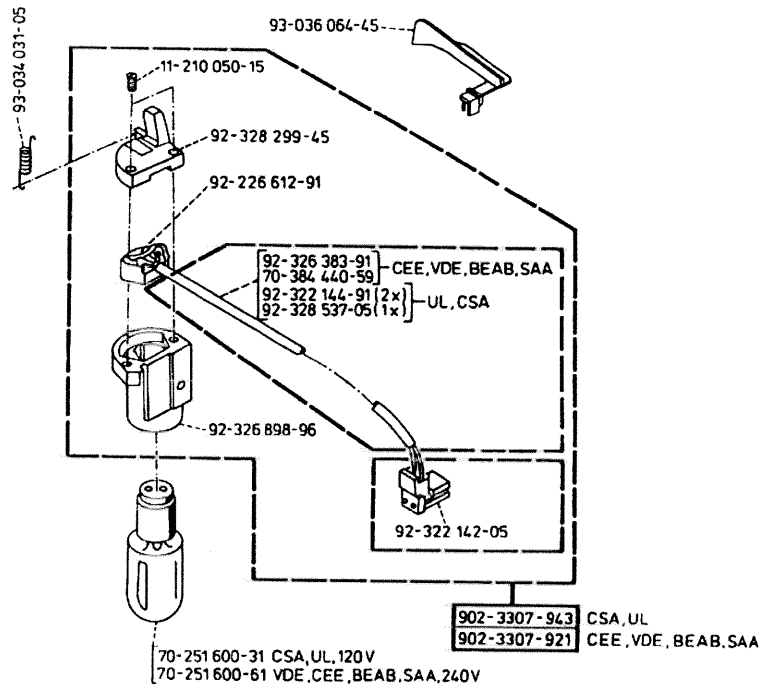 93-036 064-45
93-034 031-05
11-210 050-15
92-328 299-45
92-226 612-91
92-326 383-91
70-384 440-59
CEE,VDE,BEAB,SAA
92-322 144-91(2x)
92-328 537-05(1x)
UL,CSA
92-326 898-96
92-322 142-05
902-3307-943 CSA,UL
902-3307-921 CEE,VDE,BEAB,SAA
70-251 600-31 CSA,UL,120V
70-251 600-61 VDE,CEE,BEAB,SAA,240V